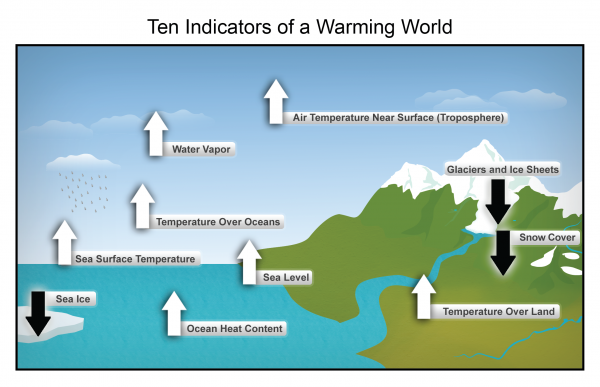 Ten Indicators of a Warming World
Air Temperature Near Surface (Troposphere)
Water Vapor
Glaciers and Ice Sheets
Temperature Over Oceans
Snow Cover
Sea Surface Temperature
Sea Level
Sea Ice
Temperature Over Land
Ocean Heat Content